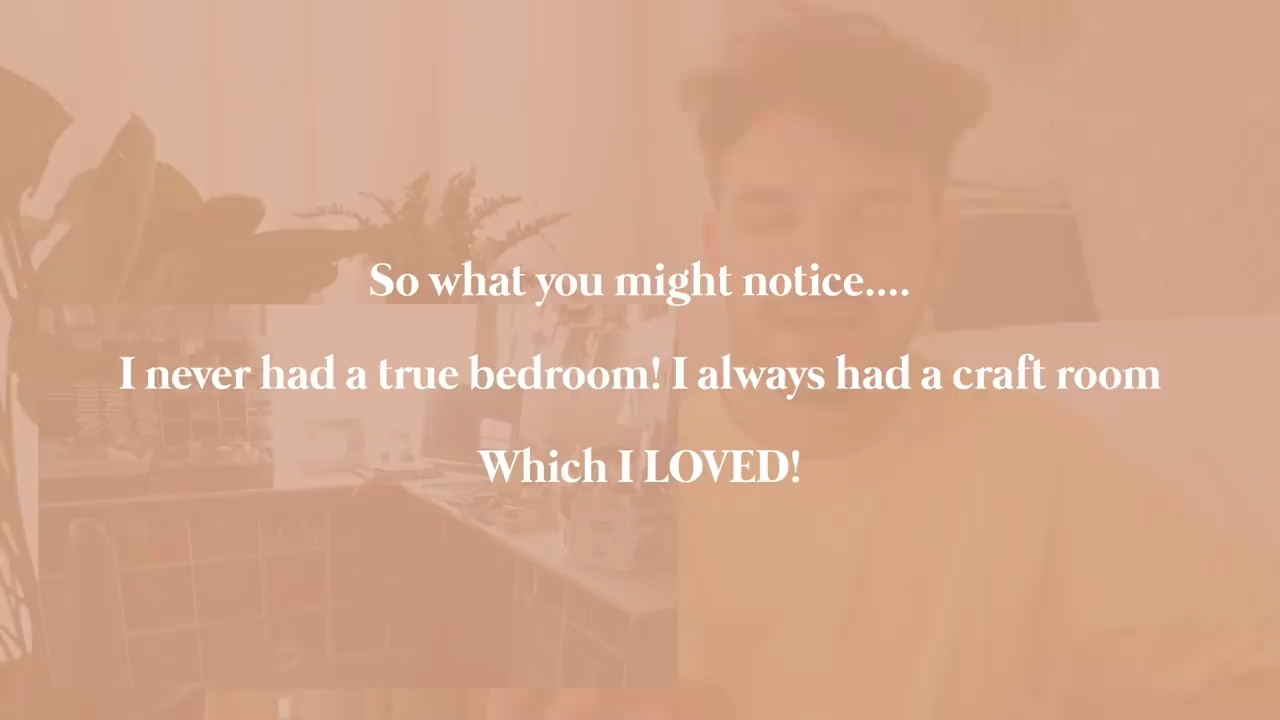 So what you might notice....
I never had a true bedroom! I always had a craft room
Which I LOVED!